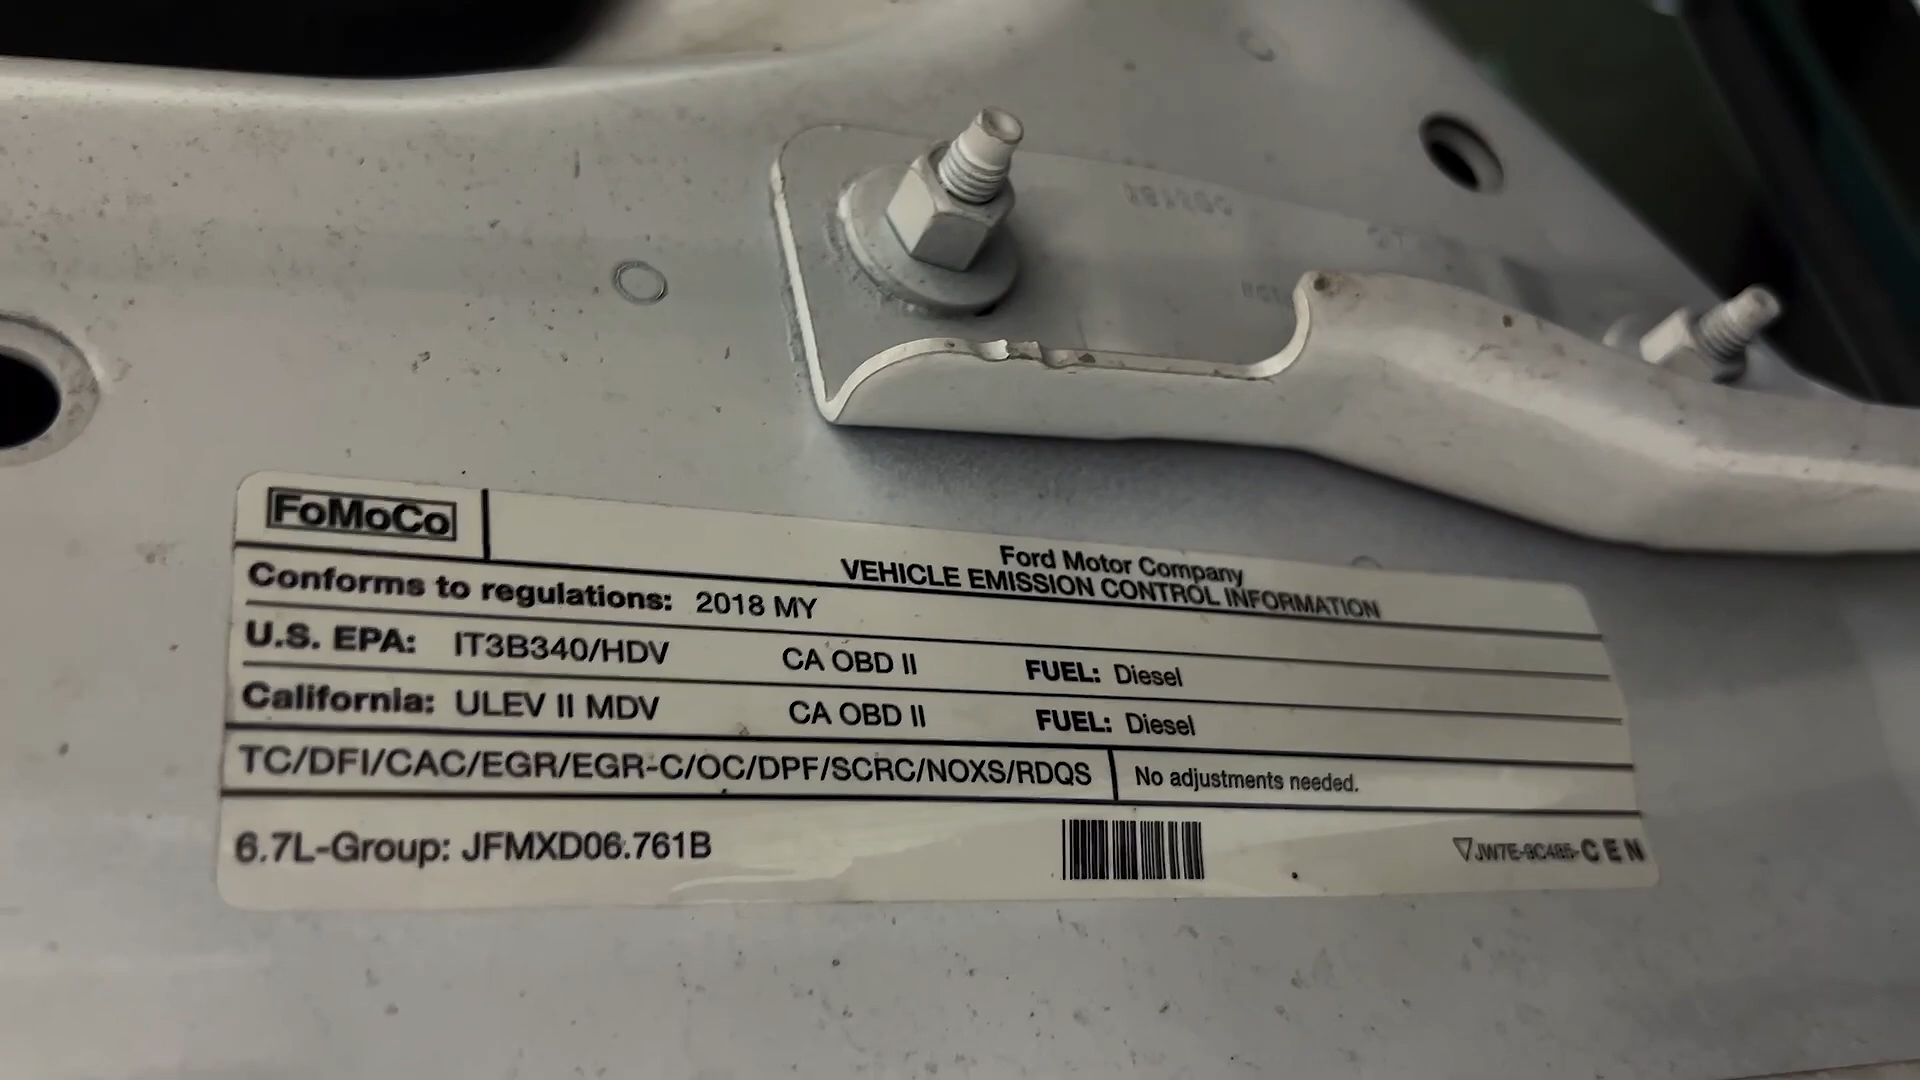 FoMoCo
Ford Motor Company
VEHICLE EMISSION CONTROL INFORMATION
Conforms to regulations: 2018 MY
U.S. EPA: IT3B340/HDV CA OBD II FUEL: Diesel
California: ULEV II MDV CA OBD II FUEL: Diesel
TC/DFI/CAC/EGR/EGR-C/OC/DPF/SCRC/NOXS/RDQS No adjustments needed.
6.7L-Group: JFMXD06.761B
JW7E-9C485-CEN